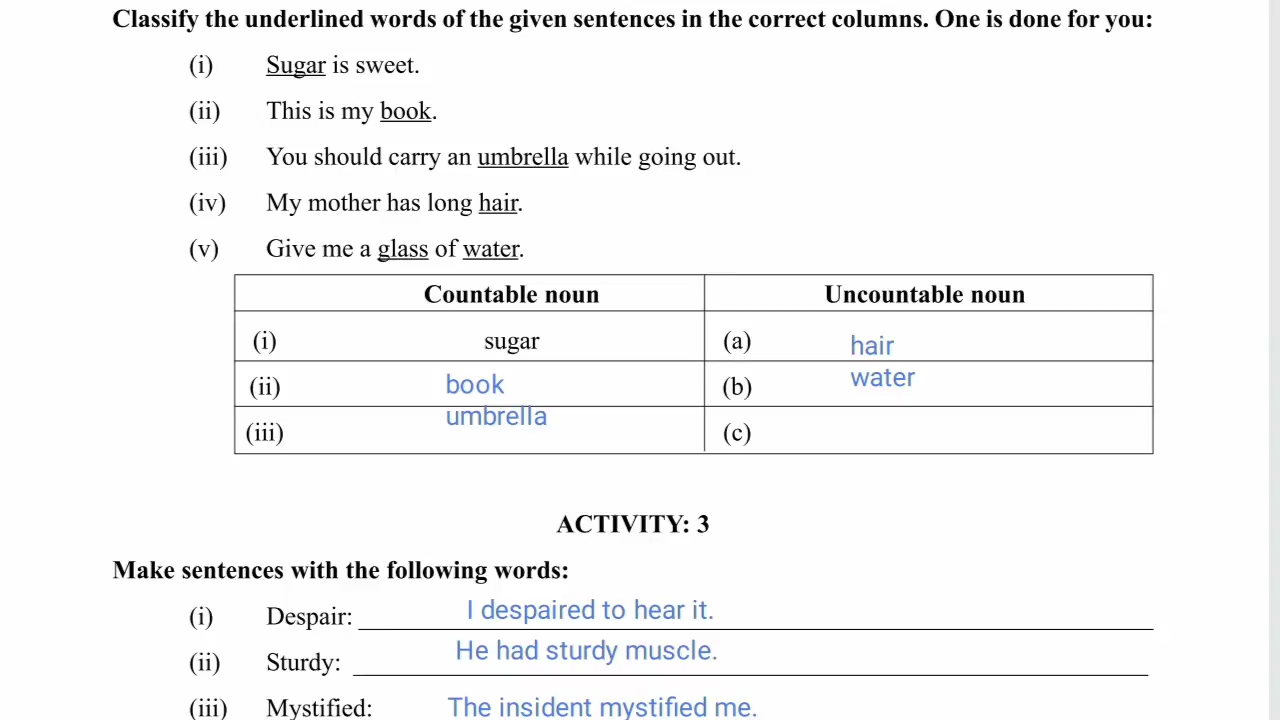 Classify the underlined words of the given sentences in the correct columns. One is done for you:
(i) Sugar is sweet.
(ii) This is my book.
(iii) You should carry an umbrella while going out.
(iv) My mother has long hair.
(v) Give me a glass of water.
Countable noun Uncountable noun
(i) sugar (a) hair
(ii) book (b) water
(iii) umbrella (c)
ACTIVITY: 3
Make sentences with the following words:
(i) Despair: I despaired to hear it.
(ii) Sturdy: He had sturdy muscle.
(iii) Mystified: The insident mystified me.